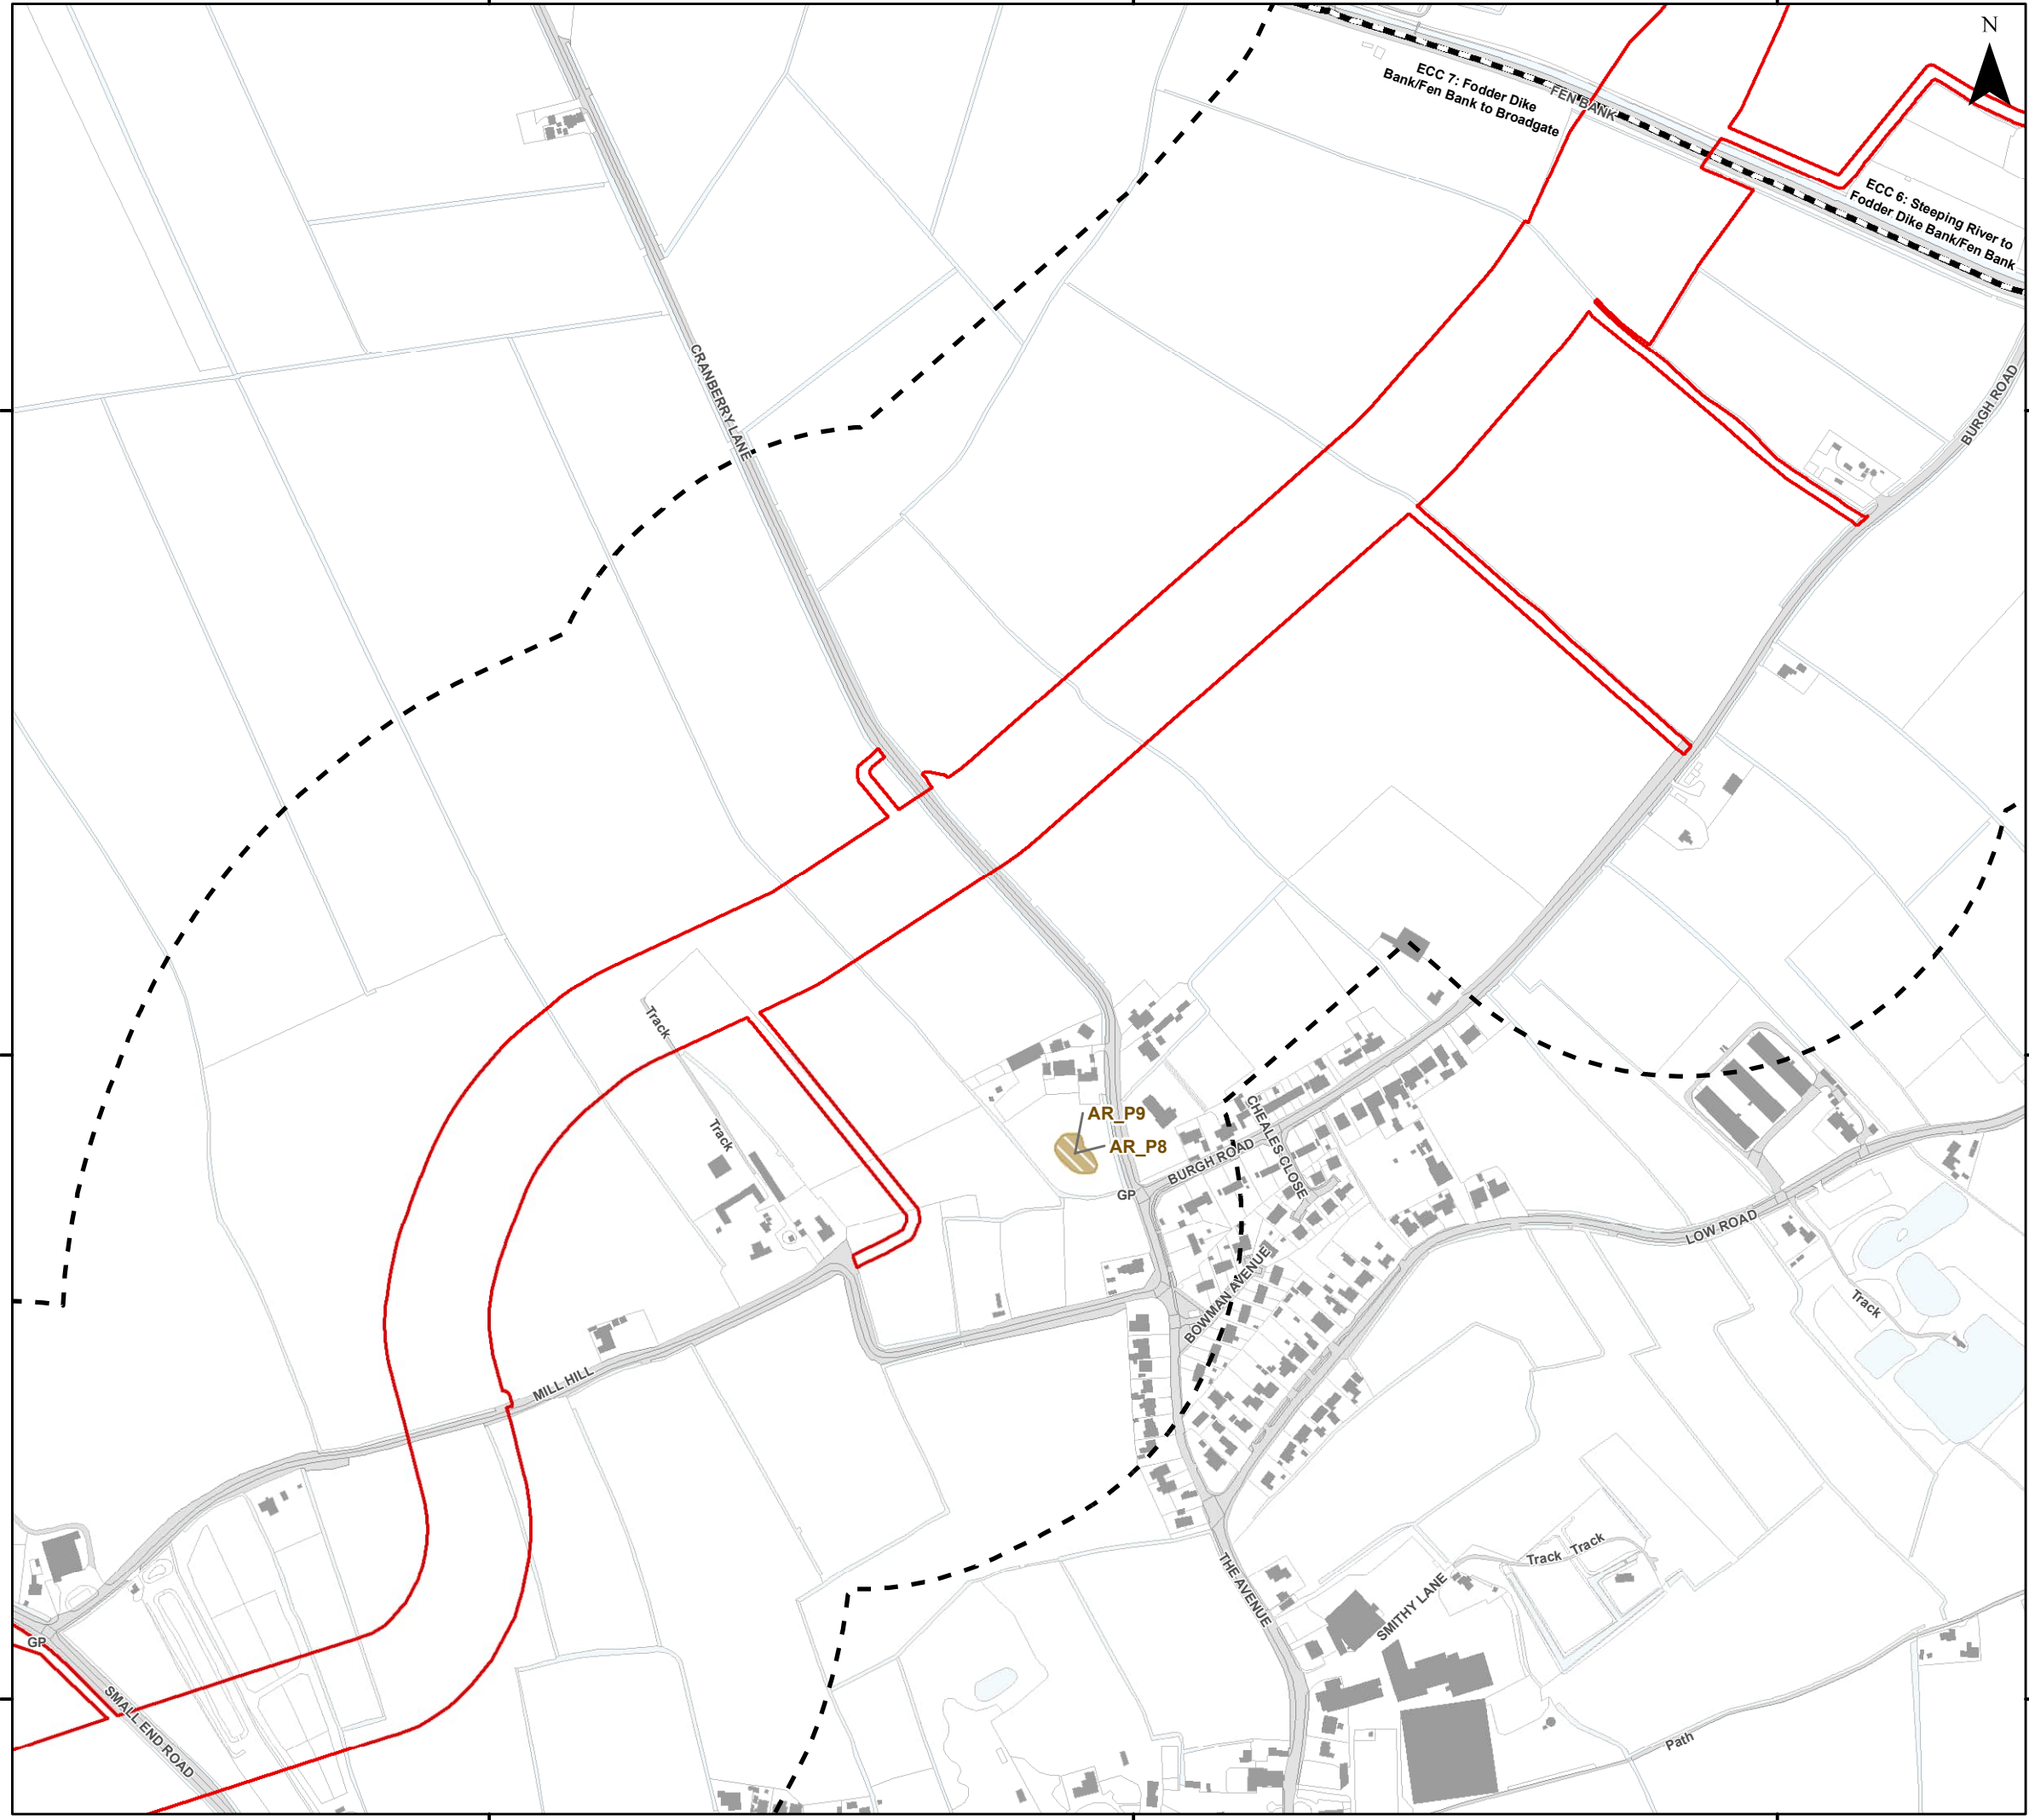 N
ECC 7: Fodder Dike
Bank/Fen Bank to Broadgate
FEN BANK
ECC 6: Steeping River to
Fodder Dike Bank/Fen Bank
CRANBERRY LANE
BURGH ROAD
Track
Track
AR_P9
AR_P8
CHEALES CLOSE
BURGH ROAD
GP
LOW ROAD
BOWMAN AVENUE
Track
MILL HILL
THE AVENUE
Track
Track
SMITHY LANE
GP
SMALL END ROAD
Path